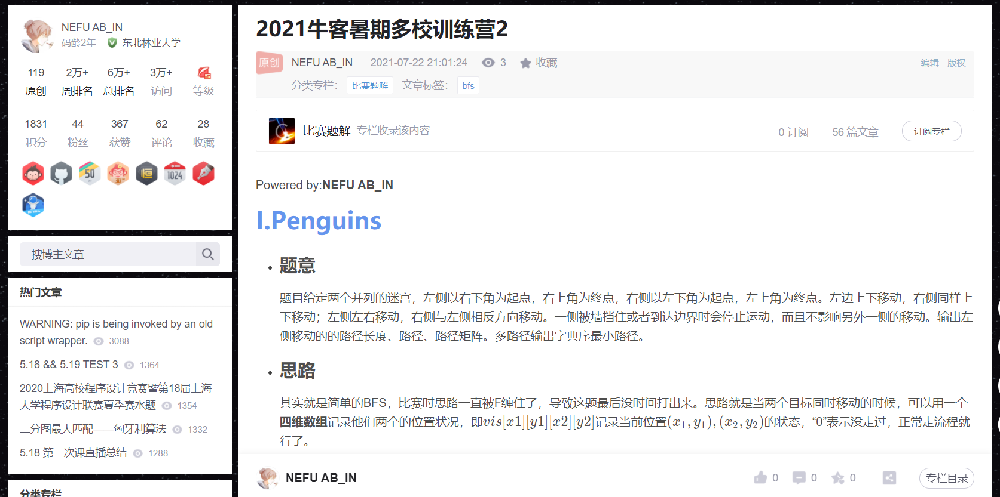 NEFU AB_IN
码龄2年 东北林业大学
119 2万+ 6万+ 3万+
原创 周排名 总排名 访问 等级
1831 44 367 62 28
积分 粉丝 获赞 评论 收藏
50 30 1024
搜博主文章
热门文章
WARNING: pip is being invoked by an old
script wrapper. 3088
5.18 && 5.19 TEST 3 1364
2020上海高校程序设计竞赛暨第18届上海
大学程序设计联赛夏季赛水题 1354
二分图最大匹配——匈牙利算法 1332
5.18 第二次课直播总结 1288
分类专栏
2021牛客暑期多校训练营2
原创 NEFU AB_IN 2021-07-22 21:01:24 3 收藏 编辑 版权
分类专栏： 比赛题解 文章标签： bfs
比赛题解 专栏收录该内容 0 订阅 56 篇文章 订阅专栏
Powered by:NEFU AB_IN
I.Penguins
• 题意
题目给定两个并列的迷宫，左侧以右下角为起点，右上角为终点，右侧以左下角为起点，左上角为终点。左边上下移动，右侧同样上
下移动；左侧左右移动，右侧与左侧相反方向移动。一侧被墙挡住或者到达边界时会停止运动，而且不影响另外一侧的移动。输出左
侧移动的的路径长度、路径、路径矩阵。多路径输出字典序最小路径。
• 思路
其实就是简单的BFS，比赛时思路一直被F缠住了，导致这题最后没时间打出来。思路就是当两个目标同时移动的时候，可以用一个
四维数组记录他们两个的位置状况，即vis[x1][y1][x2][y2]记录当前位置(x₁, y₁), (x₂, y₂)的状态，“0”表示没走过，正常走流程就
行了。
NEFU AB_IN 0 0 0 专栏目录